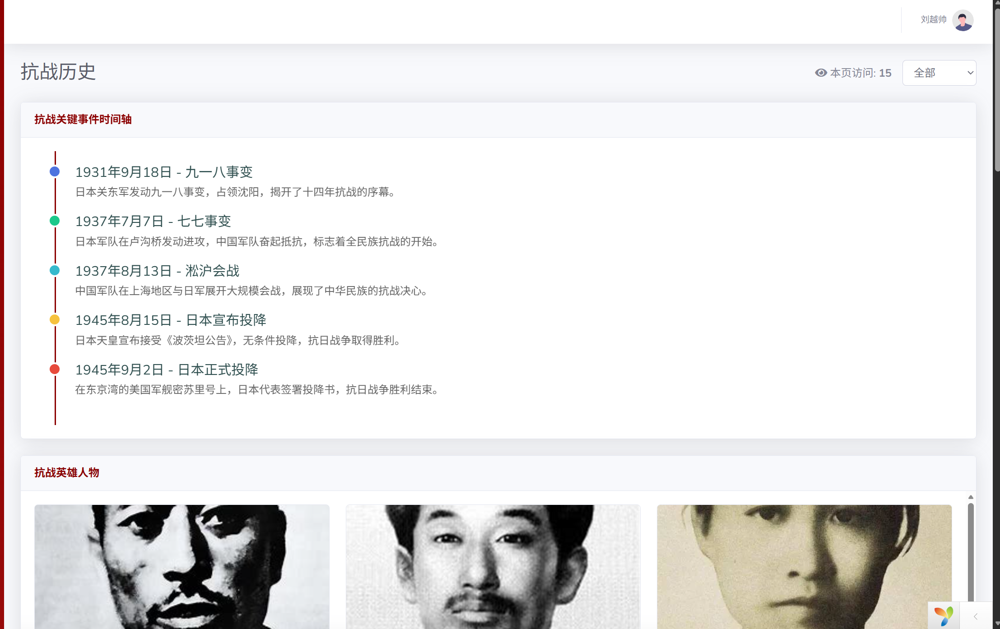 刘越帅
抗战历史
本页访问: 15
全部
抗战关键事件时间轴
1931年9月18日 - 九一八事变
日本关东军发动九一八事变，占领沈阳，揭开了十四年抗战的序幕。
1937年7月7日 - 七七事变
日本军队在卢沟桥发动进攻，中国军队奋起抵抗，标志着全民族抗战的开始。
1937年8月13日 - 淞沪会战
中国军队在上海地区与日军展开大规模会战，展现了中华民族的抗战决心。
1945年8月15日 - 日本宣布投降
日本天皇宣布接受《波茨坦公告》，无条件投降，抗日战争取得胜利。
1945年9月2日 - 日本正式投降
在东京湾的美国军舰密苏里号上，日本代表签署投降书，抗日战争胜利结束。
抗战英雄人物